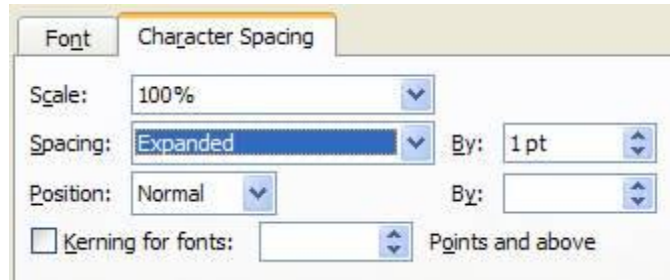 Font Character Spacing
Scale: 100%
Spacing: Expanded By: 1 pt
Position: Normal By:
Kerning for fonts: Points and above